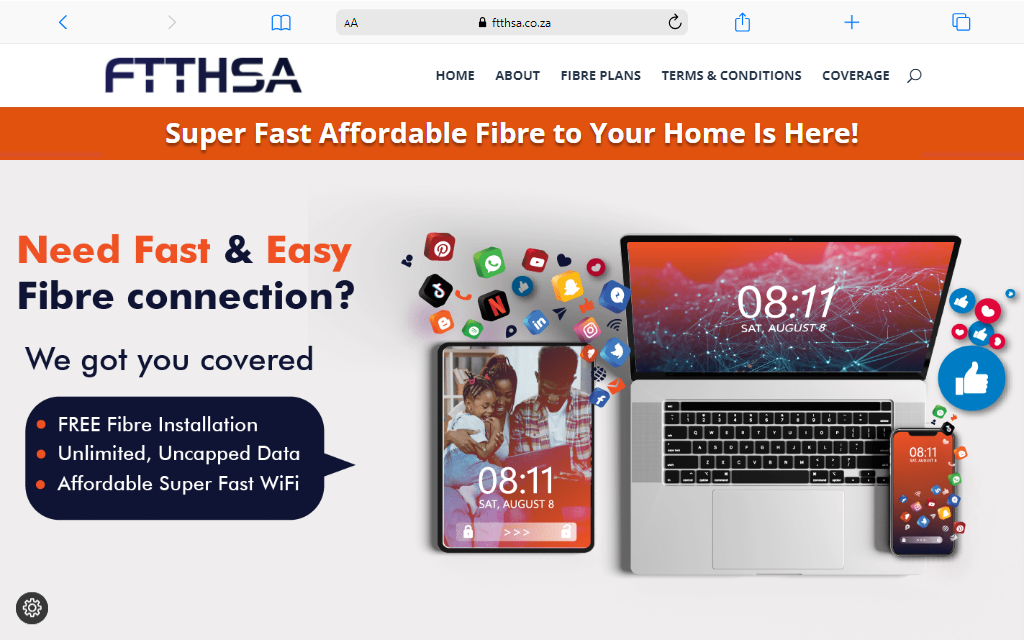 AA ftthsa.co.za
FTTHSA
HOME ABOUT FIBRE PLANS TERMS & CONDITIONS COVERAGE
Super Fast Affordable Fibre to Your Home Is Here!
Need Fast & Easy
Fibre connection?
We got you covered
FREE Fibre Installation
Unlimited, Uncapped Data
Affordable Super Fast WiFi
08:11
SAT, AUGUST 8
08:11
SAT, AUGUST 8
>>>
08:11
SAT, AUGUST 8